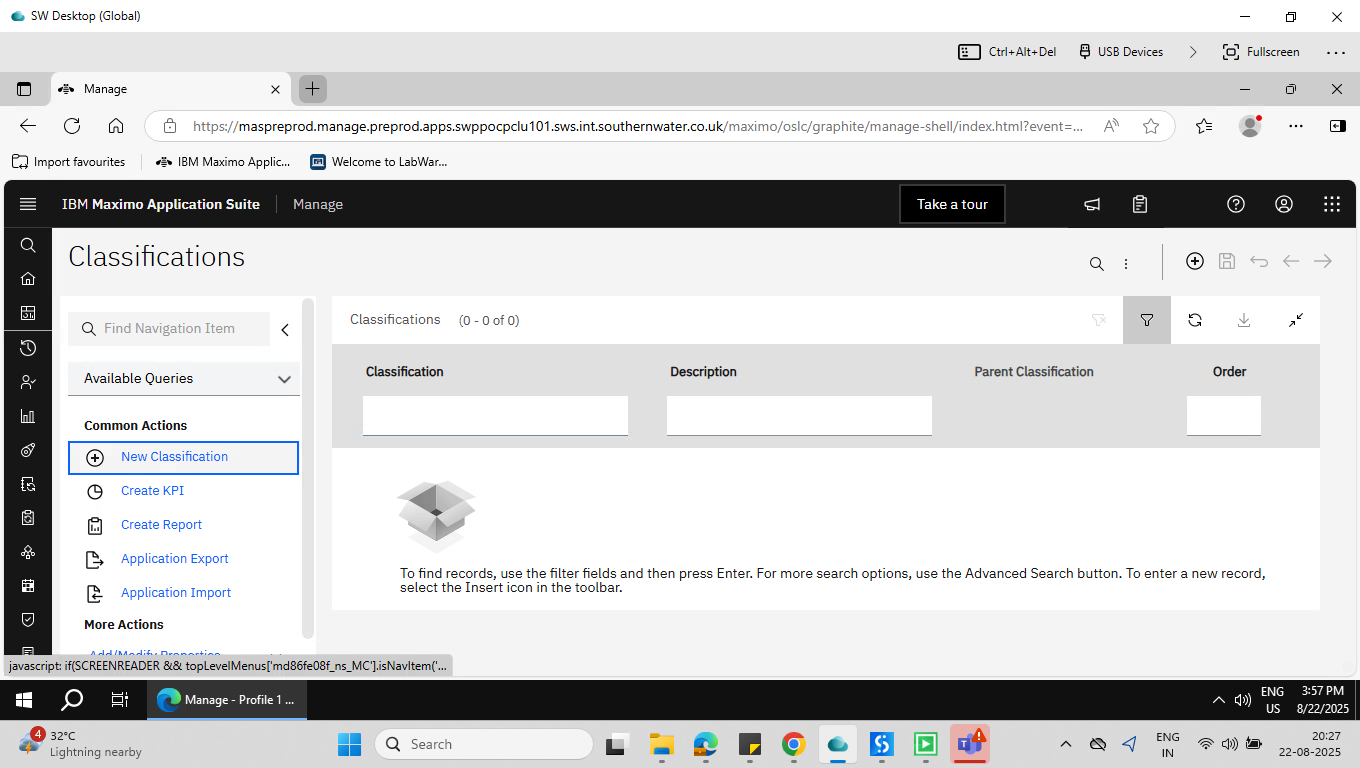 SW Desktop (Global)
Ctrl+Alt+Del
USB Devices
Fullscreen
Manage
https://maspreprod.manage.preprod.apps.swppocpclu101.sws.int.southernwater.co.uk/maximo/oslc/graphite/manage-shell/index.html?event=...
Import favourites
IBM Maximo Applic...
Welcome to LabWar...
IBM Maximo Application Suite
Manage
Take a tour
Classifications
Find Navigation Item
Available Queries
Common Actions
New Classification
Create KPI
Create Report
Application Export
Application Import
More Actions
Add/Modify Properties
Classifications (0 - 0 of 0)
Classification
Description
Parent Classification
Order
To find records, use the filter fields and then press Enter. For more search options, use the Advanced Search button. To enter a new record,
select the Insert icon in the toolbar.
javascript: if(SCREENREADER && topLevelMenus['md86fe08f_ns_MC'].isNavItem('...
Manage - Profile 1 ...
ENG
US
3:57 PM
8/22/2025
4
32°C
Lightning nearby
Search
ENG
IN
20:27
22-08-2025